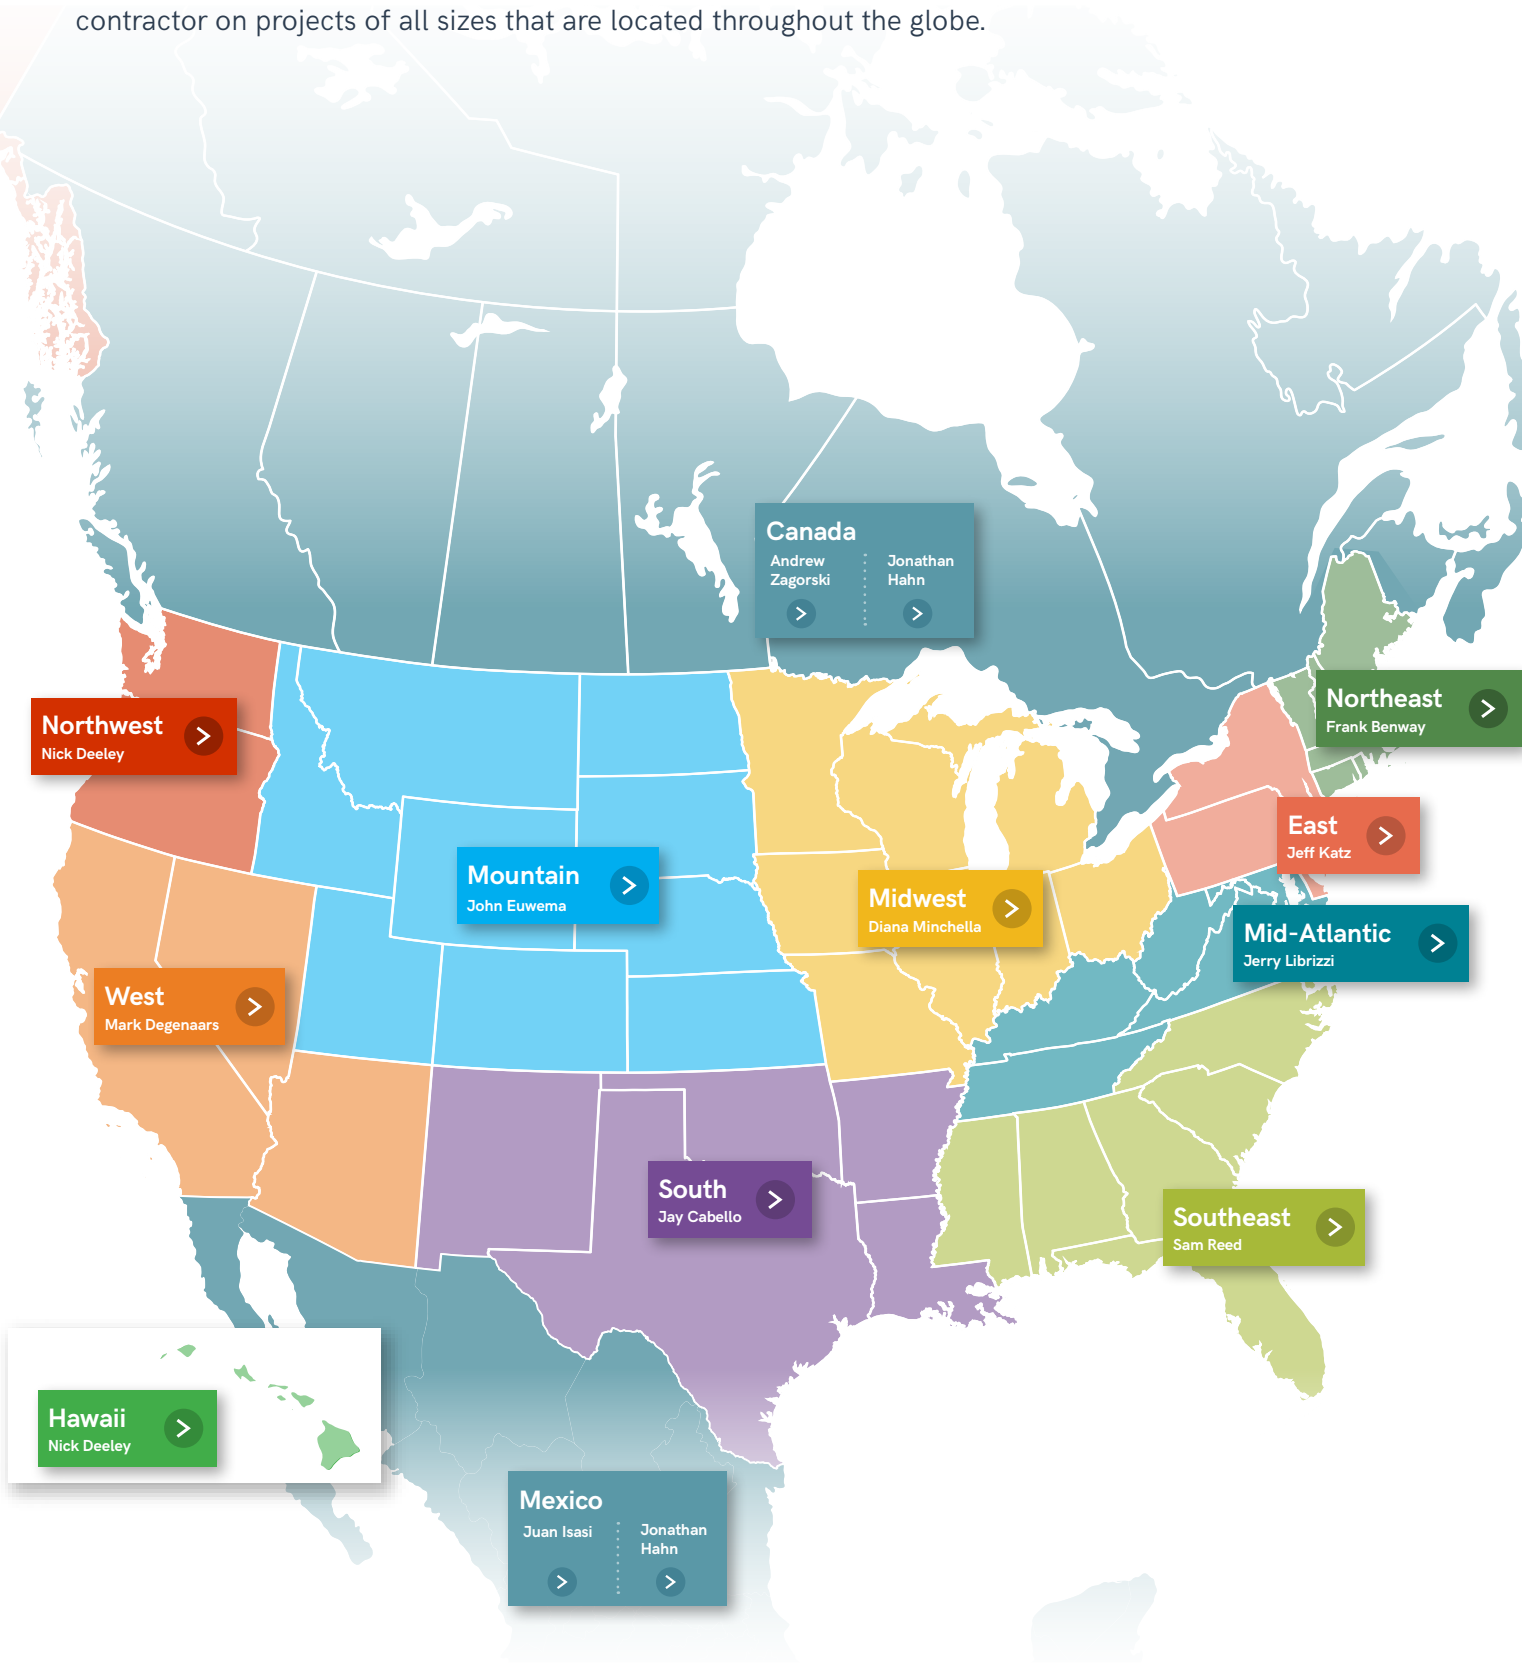 contractor on projects of all sizes that are located throughout the globe.
Canada
Andrew
Zagorski
Jonathan
Hahn
Northwest
Nick Deeley
Northeast
Frank Benway
East
Jeff Katz
Mountain
John Euwema
Midwest
Diana Minchella
Mid-Atlantic
Jerry Librizzi
West
Mark Degenaars
South
Jay Cabello
Southeast
Sam Reed
Hawaii
Nick Deeley
Mexico
Juan Isasi
Jonathan
Hahn